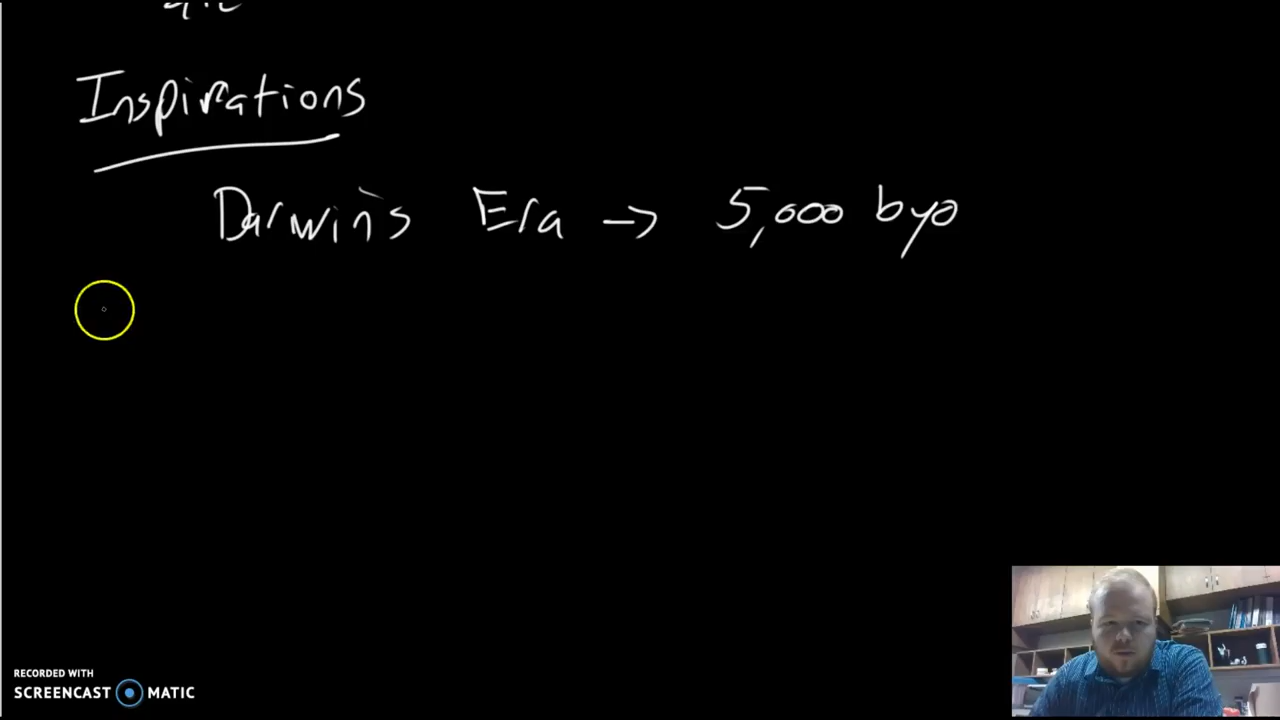 Inspirations
Darwin's Era → 5,000 byo
RECORDED WITH
SCREENCAST MATIC